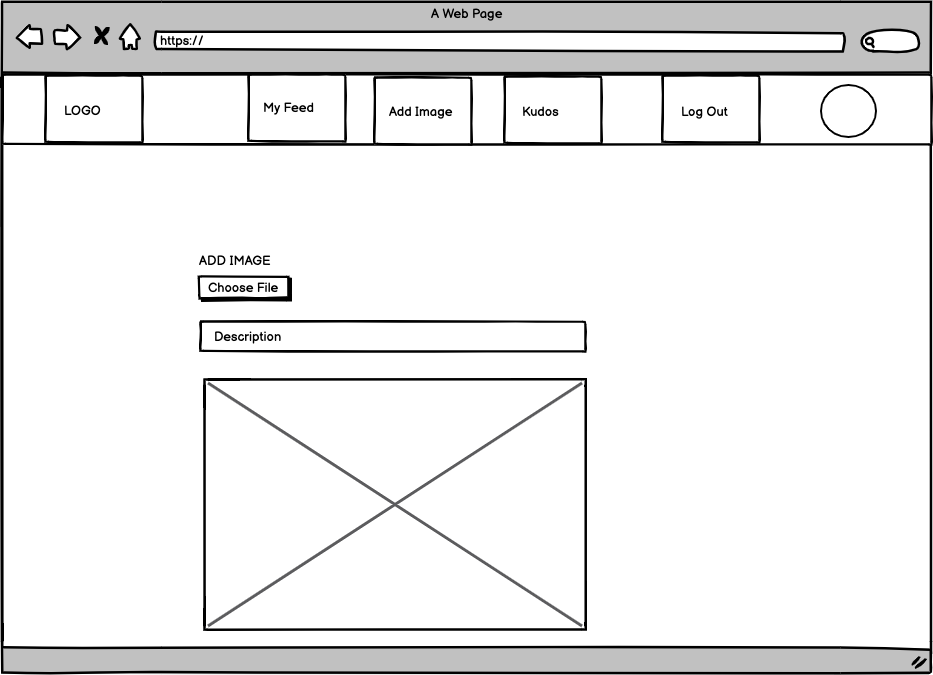 A Web Page
https://
LOGO
My Feed
Add Image
Kudos
Log Out
ADD IMAGE
Choose File
Description